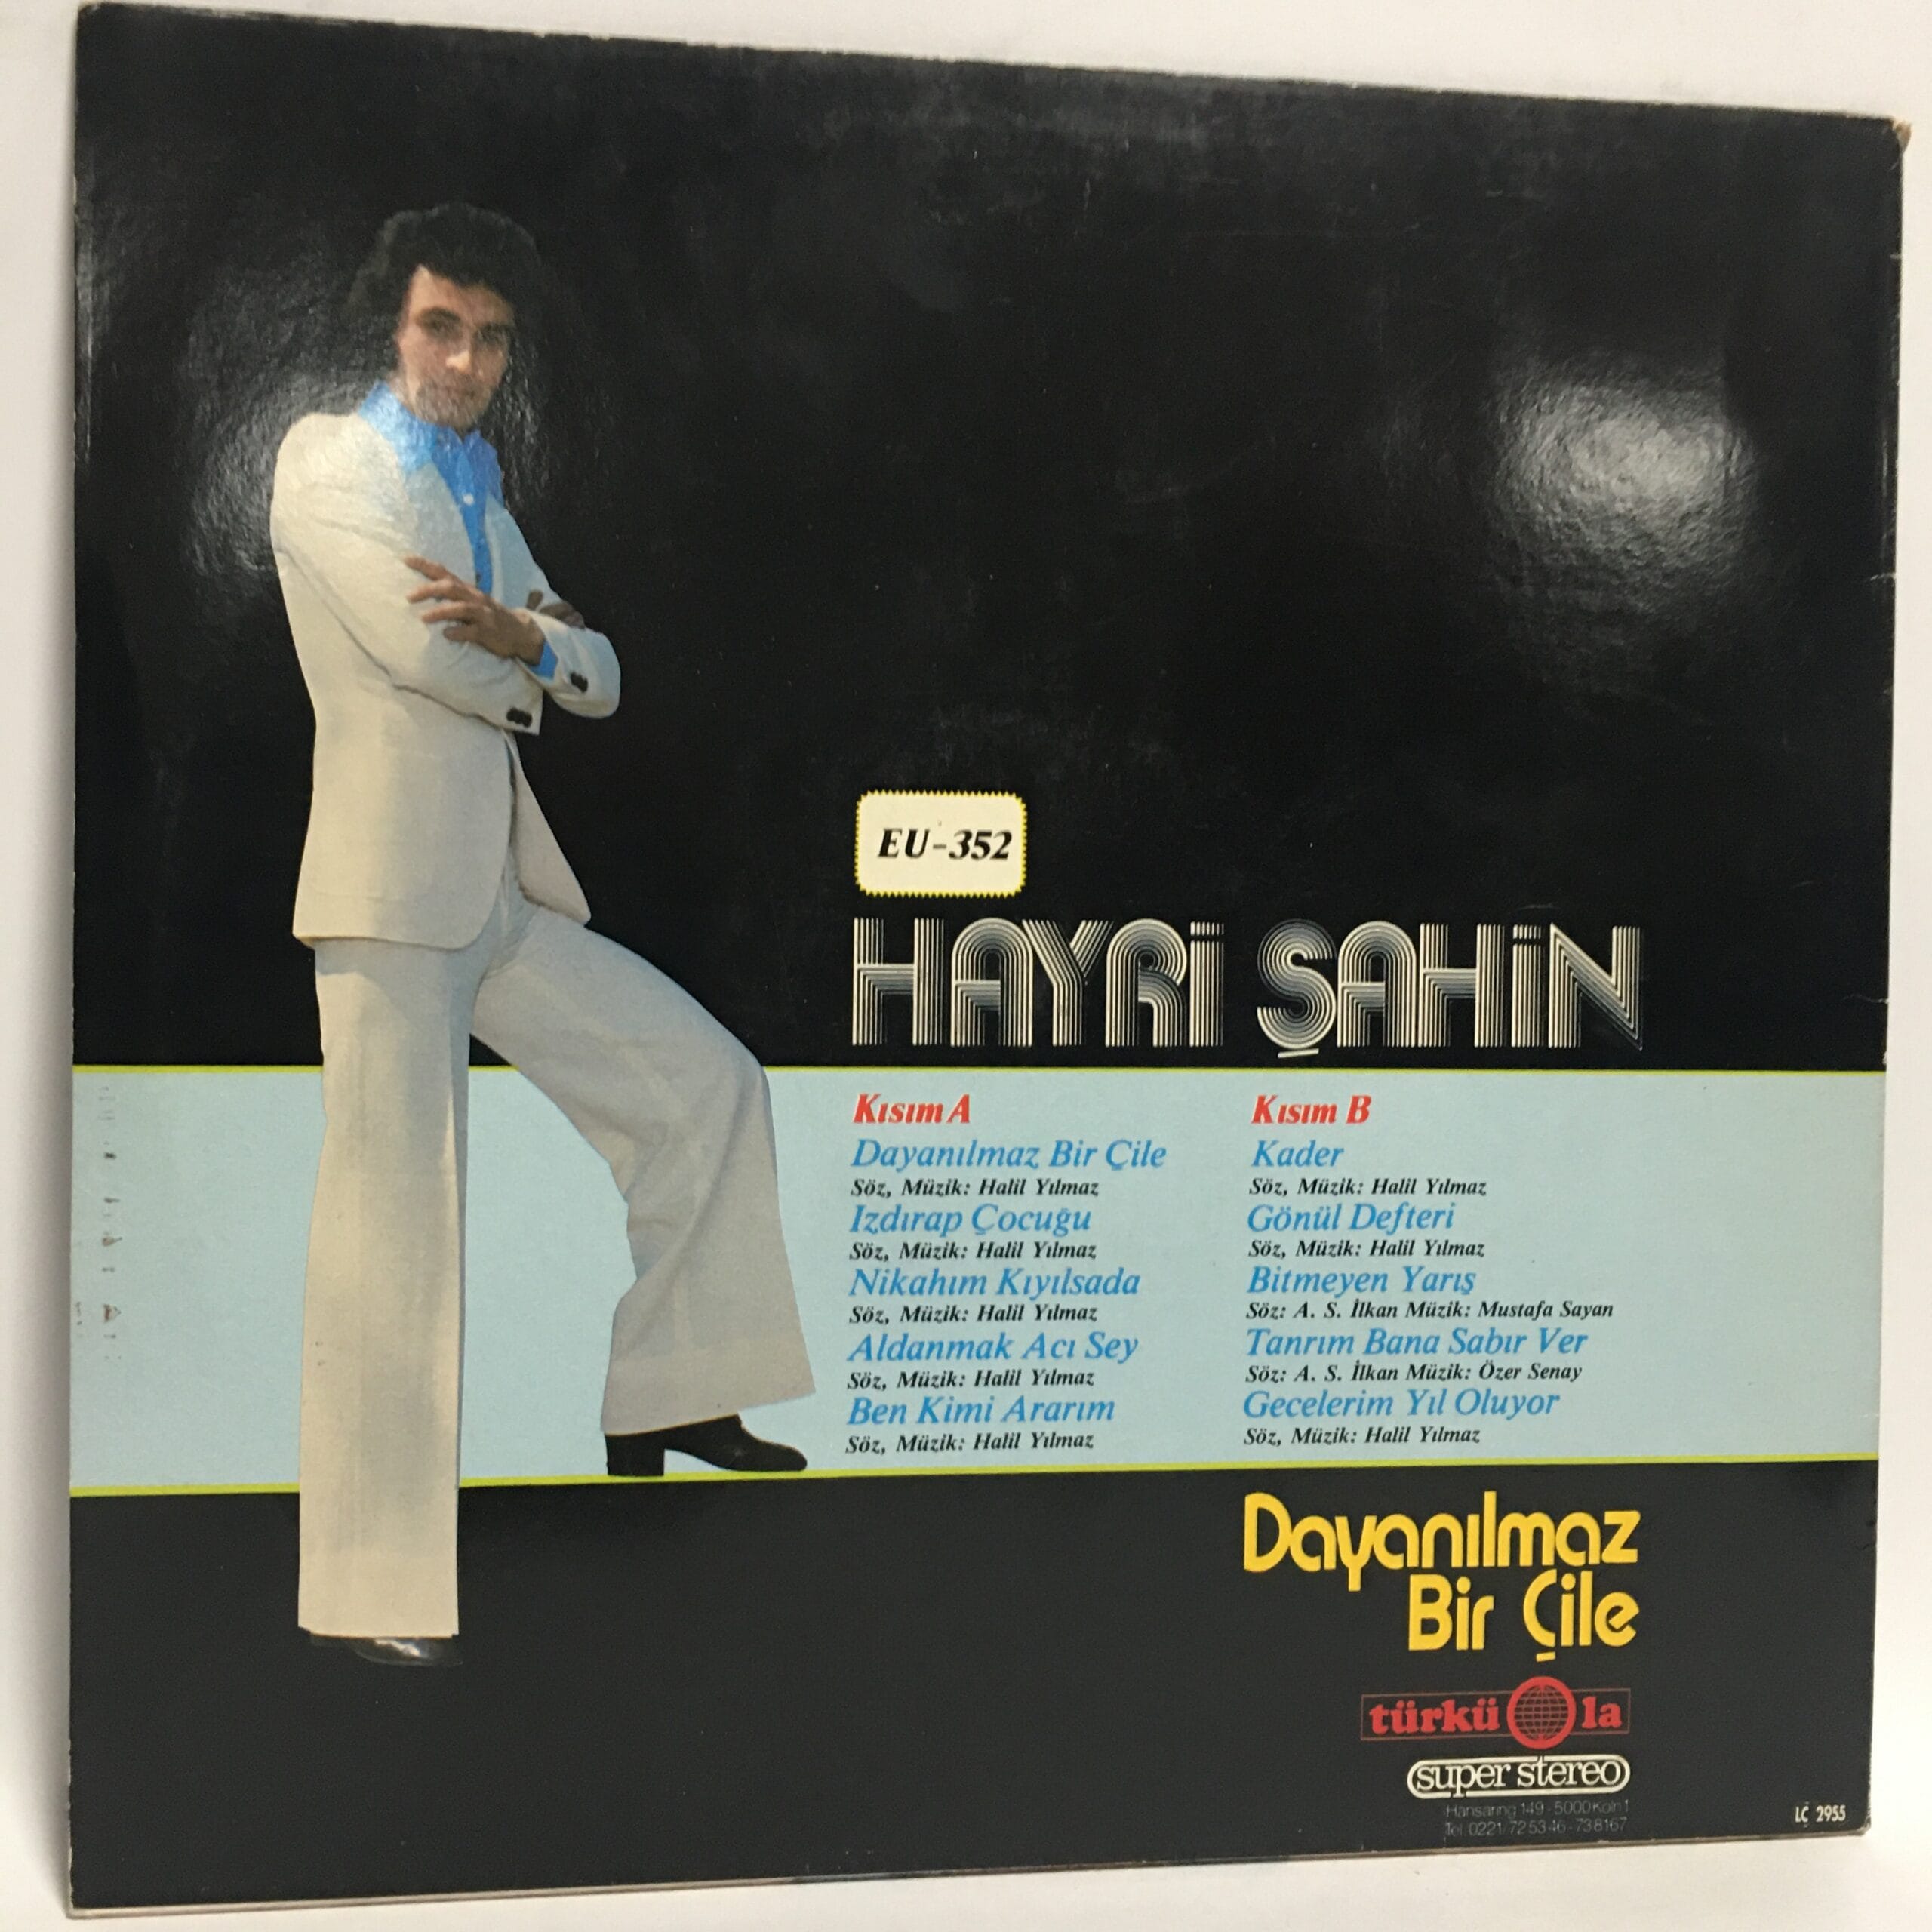 EU-352
HAYRi ŞAHiN
Kısım A
Dayanılmaz Bir Çile
Söz, Müzik: Halil Yılmaz
Izdırap Çocuğu
Söz, Müzik: Halil Yılmaz
Nikahım Kıyılsada
Söz, Müzik: Halil Yılmaz
Aldanmak Acı Sey
Söz, Müzik: Halil Yılmaz
Ben Kimi Ararım
Söz, Müzik: Halil Yılmaz
Kısım B
Kader
Söz, Müzik: Halil Yılmaz
Gönül Defteri
Söz, Müzik: Halil Yılmaz
Bitmeyen Yarış
Söz: A. S. İlkan Müzik: Mustafa Sayan
Tanrım Bana Sabır Ver
Söz: A. S. İlkan Müzik: Özer Senay
Gecelerim Yıl Oluyor
Söz, Müzik: Halil Yılmaz
Dayanılmaz
Bir Çile
türkü la
super stereo
Hansaring 149 - 5000 Köln 1
Tel. 0221/72 53 46 - 73 81 67
LÇ 2955